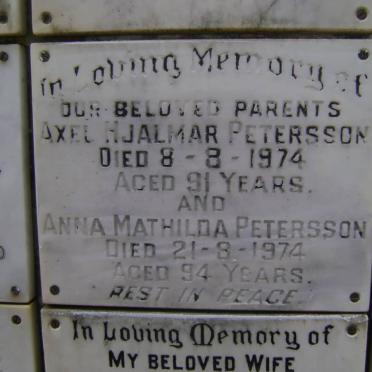 In Loving Memory of
OUR BELOVED PARENTS
AXEL HJALMAR PETERSSON
DIED 8-8-1974
AGED 91 YEARS.
AND
ANNA MATHILDA PETERSSON
DIED 21-8-1974
AGED 94 YEARS.
REST IN PEACE.
In Loving Memory of
MY BELOVED WIFE